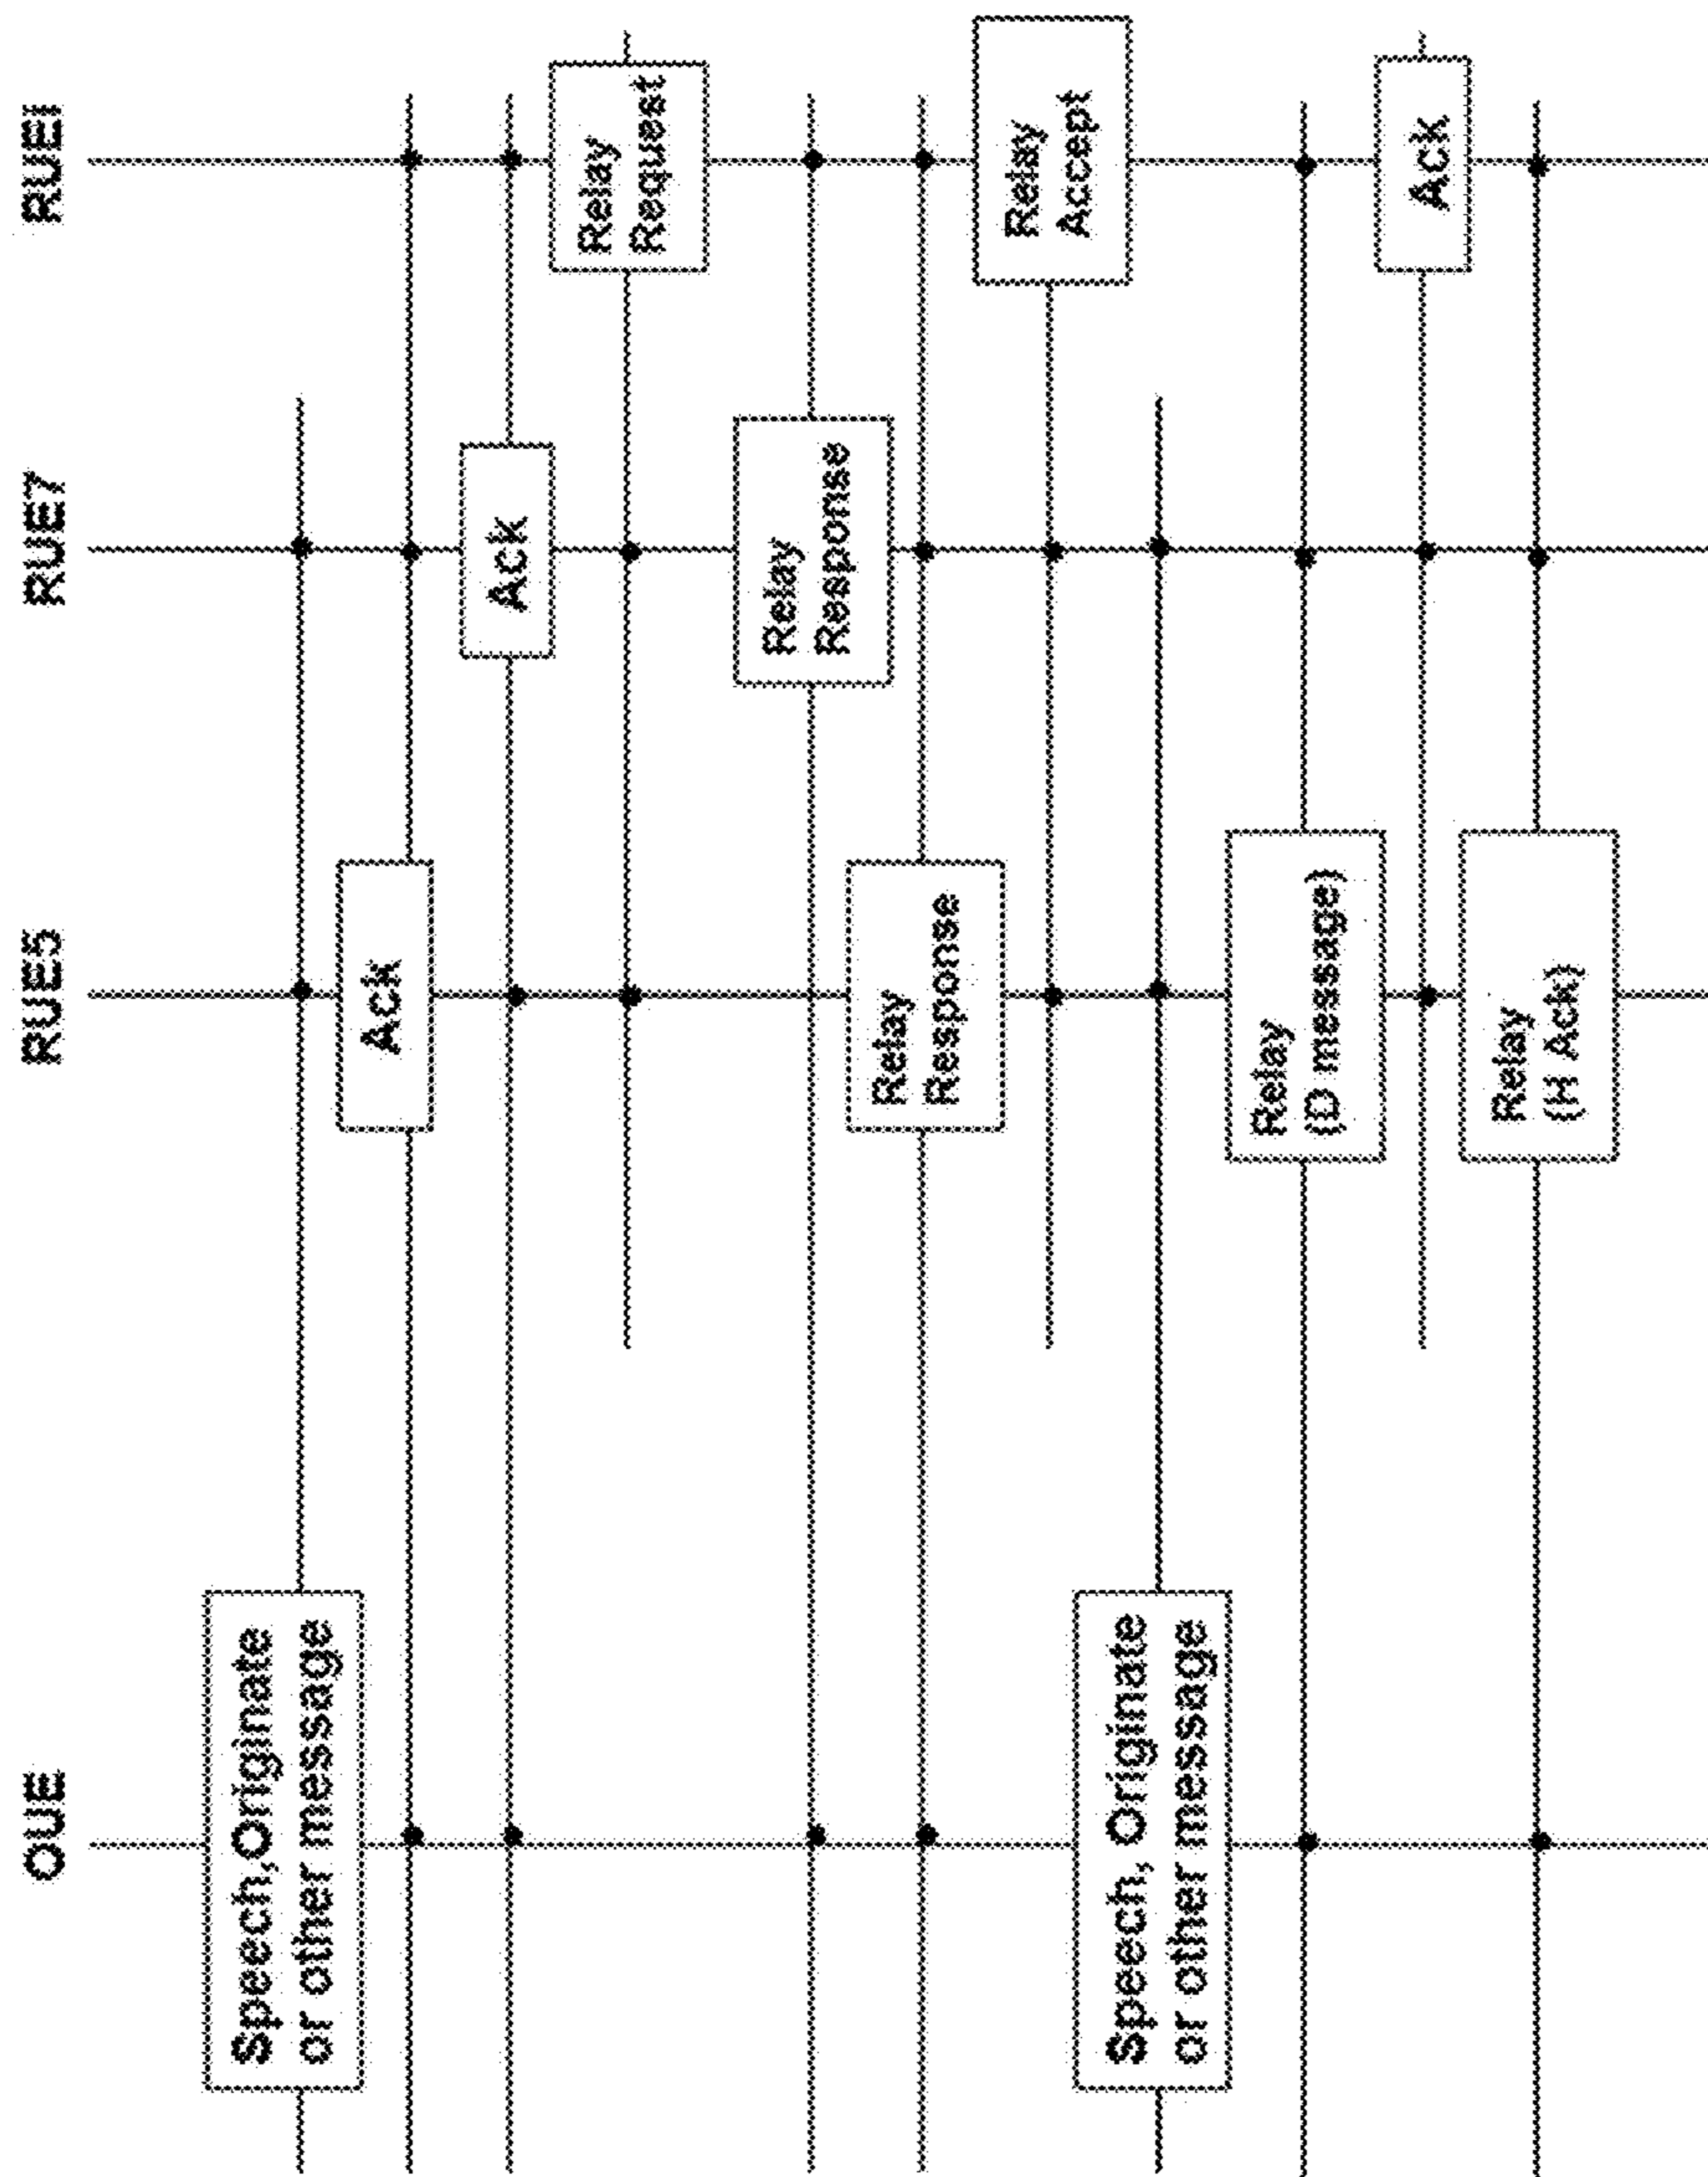 OUE
RUE5
RUE7
RUEI
Speech,Originate
or other message
Ack
Ack
Relay
Request
Relay
Response
Relay
Response
Relay
Accept
Speech, Originate
or other message
Relay
(D message)
Ack
Relay
(H Ack)